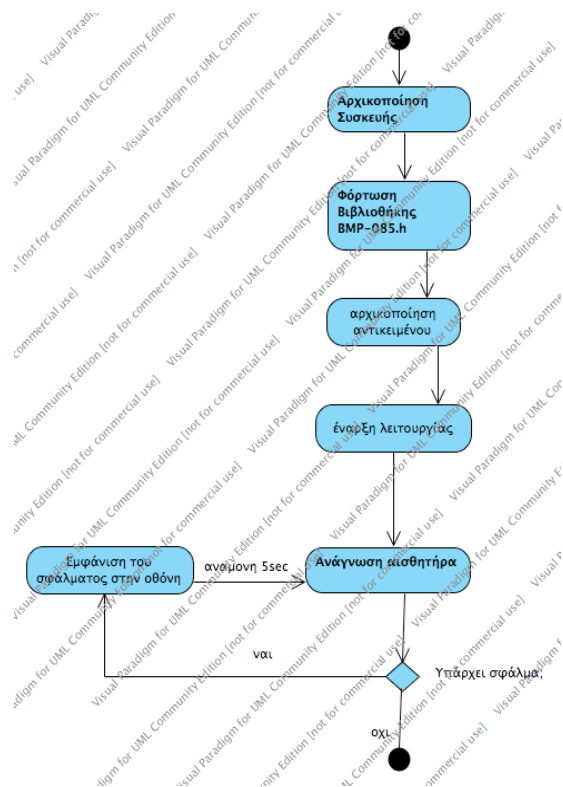 Αρχικοποίηση
Συσκευής
Φόρτωση
Βιβλιοθήκης
BMP-085.h
αρχικοποίηση
αντικειμένου
έναρξη λειτουργίας
Εμφάνιση του
σφάλματος στην οθόνη
αναμονη 5sec
Ανάγνωση αισθητήρα
ναι
Υπάρχει σφάλμα;
οχι
Visual Paradigm for UML Community Edition [not for commercial use]